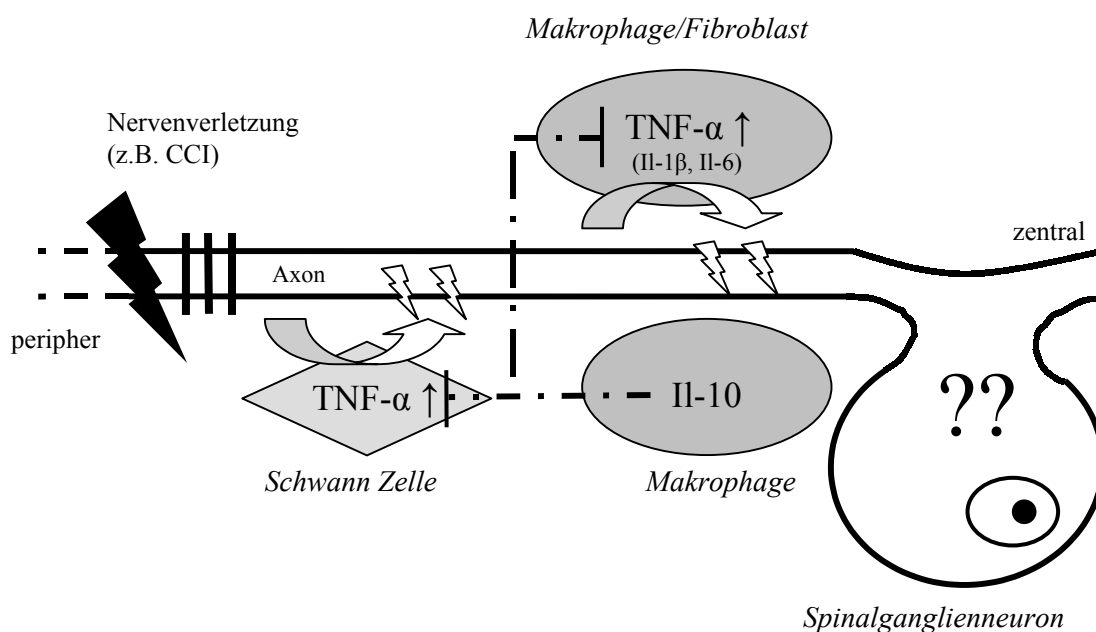 Makrophage/Fibroblast
Nervenverletzung
(z.B. CCI)
TNF-α ↑
(Il-1β, Il-6)
zentral
Axon
peripher
TNF-α ↑
Il-10
??
Schwann Zelle
Makrophage
Spinalganglienneuron